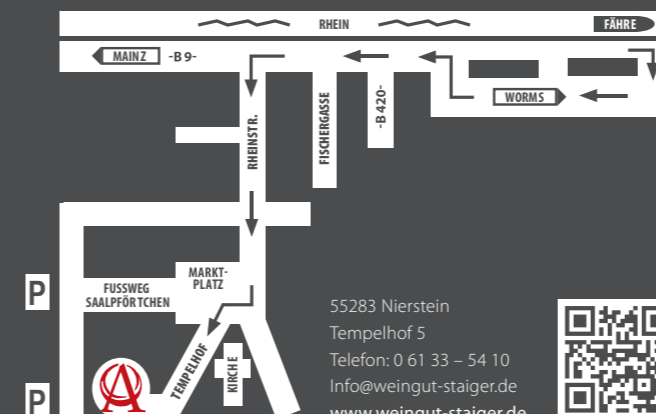 RHEIN
FÄHRE
MAINZ
-B 9-
WORMS
RHEINSTR.
FISCHERGASSE
-B 420-
MARKT-
PLATZ
P
FUSSWEG
SAALPFÖRTCHEN
TEMPELHOF
KIRCHE
P
55283 Nierstein
Tempelhof 5
Telefon: 0 61 33 – 54 10
Info@weingut-staiger.de
www.weingut-staiger.de